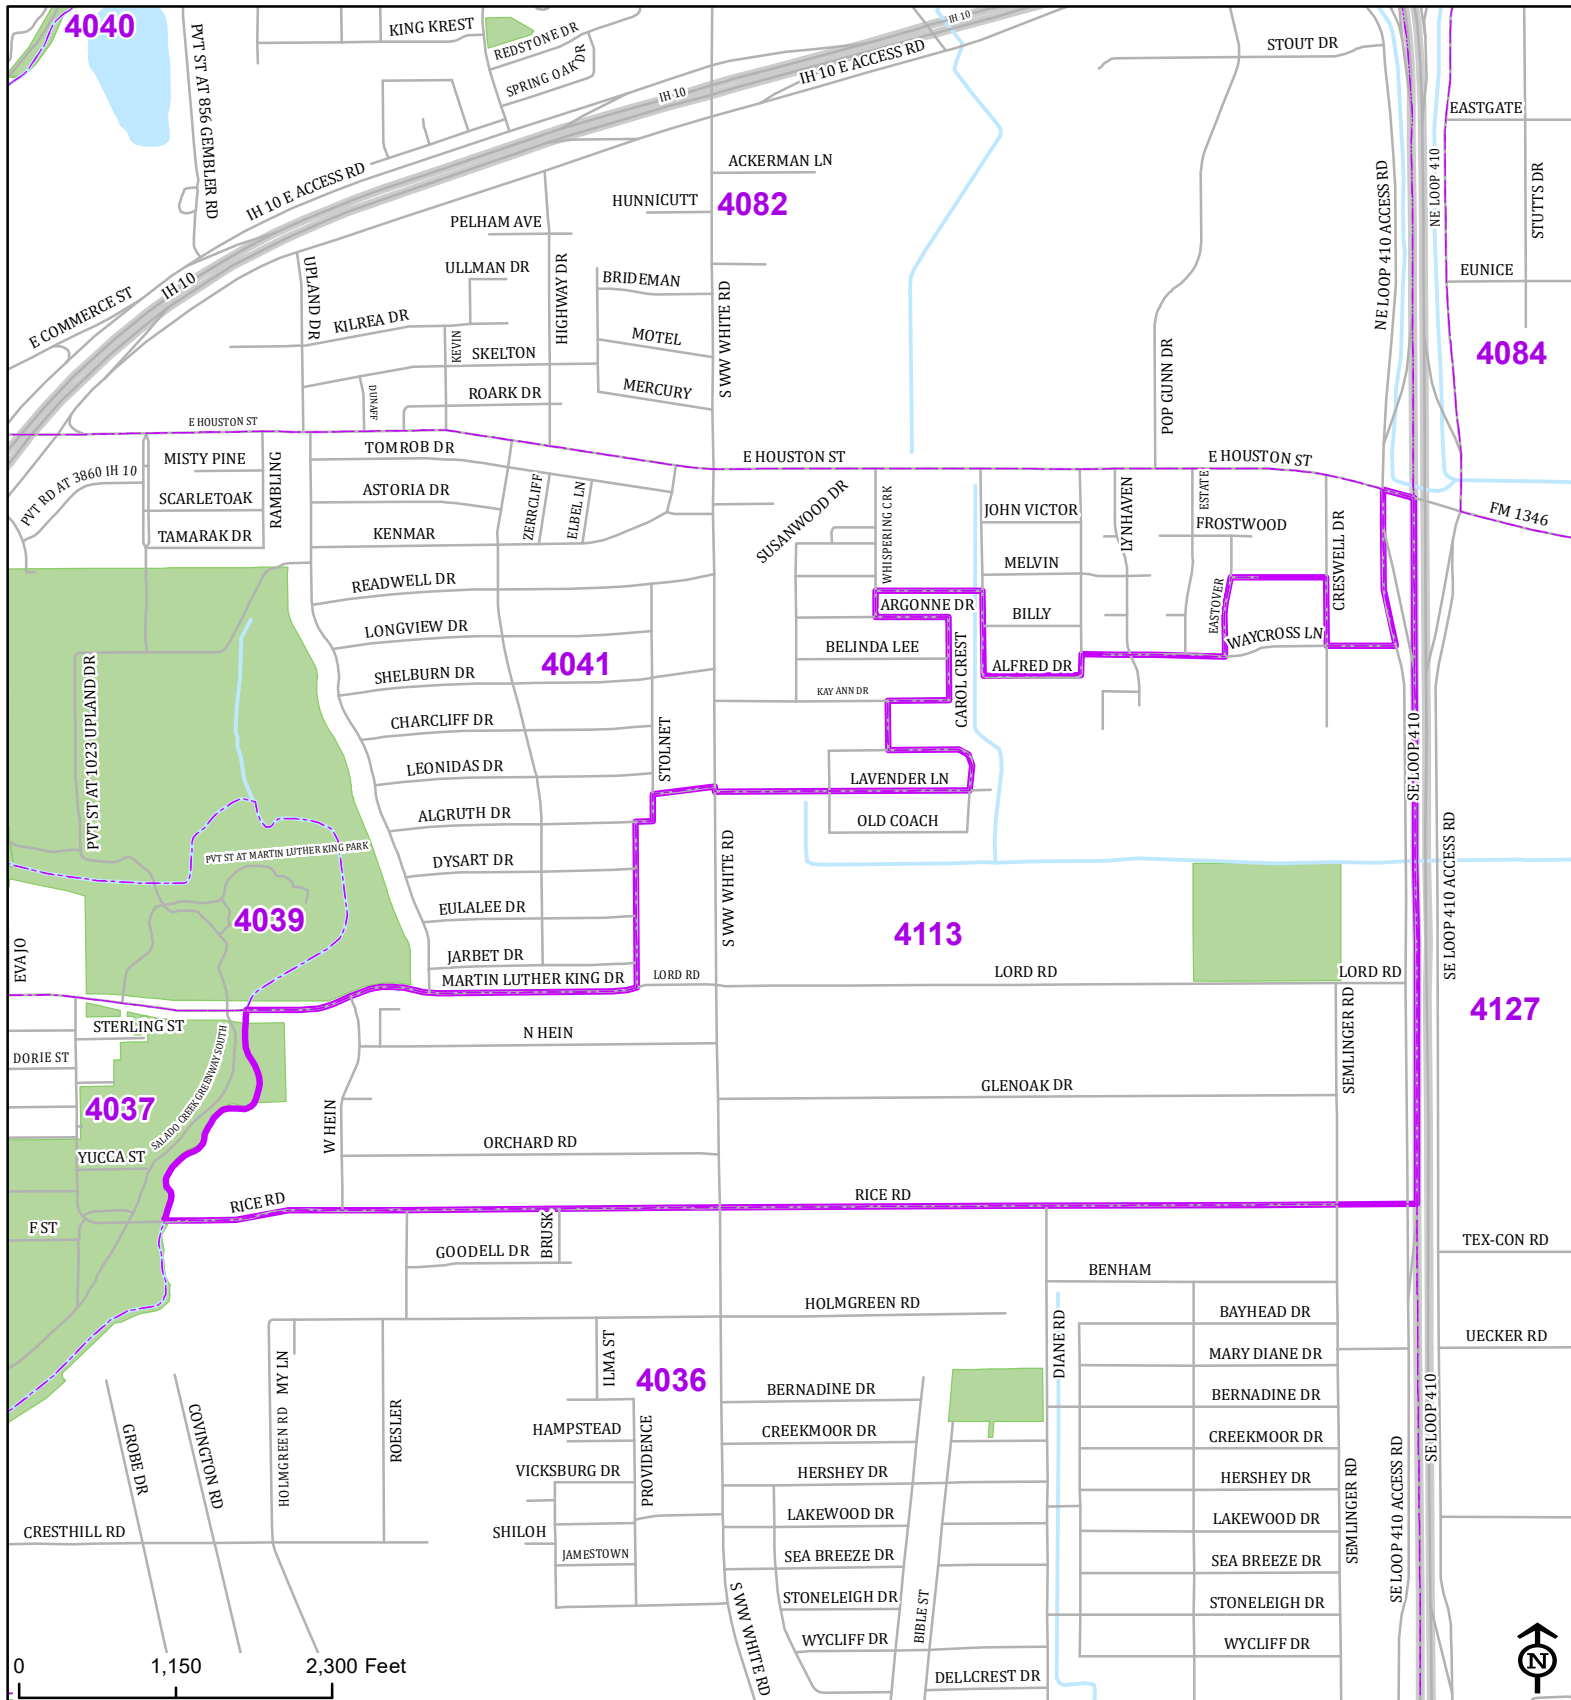 4040
KING KREST
REDSTONE DR
SPRING OAK DR
IH 10
IH 10 E ACCESS RD
STOUT DR
PVT ST AT 856 GEMBLER RD
IH 10
EASTGATE
ACKERMAN LN
HUNNICUTT
4082
IH 10 E ACCESS RD
NE LOOP 410 ACCESS RD
NE LOOP 410
STUTTS DR
PELHAM AVE
ULLMAN DR
UPLAND DR
HIGHWAY DR
BRIDEMAN
EUNICE
E COMMERCE ST
IH 10
KILREA DR
KEVIN
SKELTON
MOTEL
S WW WHITE RD
POP GUNN DR
4084
DUNAFF
ROARK DR
MERCURY
E HOUSTON ST
TOMROB DR
E HOUSTON ST
E HOUSTON ST
MISTY PINE
RAMBLING
PVT RD AT 3860 IH 10
SCARLETOAK
ASTORIA DR
ZERRCLIFF
ELBEL LN
SUSANWOOD DR
WHISPERING CRK
JOHN VICTOR
LYNHAVEN
ESTATE
FROSTWOOD
CRESWELL DR
FM 1346
TAMARAK DR
KENMAR
MELVIN
READWELL DR
ARGONNE DR
BILLY
EASTOVER
WAYCROSS LN
LONGVIEW DR
BELINDA LEE
CAROL CREST
ALFRED DR
4041
SHELBURN DR
KAY ANN DR
PVT ST AT 1023 UPLAND DR
CHARCLIFF DR
STOLNET
LEONIDAS DR
LAVENDER LN
SE LOOP 410
ALGRUTH DR
OLD COACH
PVT ST AT MARTIN LUTHER KING PARK
DYSART DR
S WW WHITE RD
SE LOOP 410 ACCESS RD
4039
EULALEE DR
4113
EVA JO
JARBET DR
MARTIN LUTHER KING DR
LORD RD
LORD RD
LORD RD
4127
STERLING ST
N HEIN
SEMLINGER RD
DORIE ST
SALADO CREEK GREENWAY SOUTH
GLENOAK DR
4037
W HEIN
ORCHARD RD
YUCCA ST
RICE RD
RICE RD
F ST
BRUSK
GOODELL DR
TEX-CON RD
BENHAM
HOLMGREEN RD
BAYHEAD DR
DIANE RD
UECKER RD
MY LN
ILMA ST
MARY DIANE DR
4036
BERNADINE DR
BERNADINE DR
SE LOOP 410
GROBE DR
COVINGTON RD
HOLMGREEN RD
ROESLER
HAMPSTEAD
PROVIDENCE
CREEKMOOR DR
CREEKMOOR DR
VICKSBURG DR
HERSHEY DR
HERSHEY DR
SE LOOP 410 ACCESS RD
SEMLINGER RD
CRESTHILL RD
SHILOH
LAKEWOOD DR
LAKEWOOD DR
JAMESTOWN
SEA BREEZE DR
SEA BREEZE DR
S WW WHITE RD
STONELEIGH DR
BIBLE ST
STONELEIGH DR
WYCLIFF DR
WYCLIFF DR
DELLCREST DR
0 1,150 2,300 Feet
N